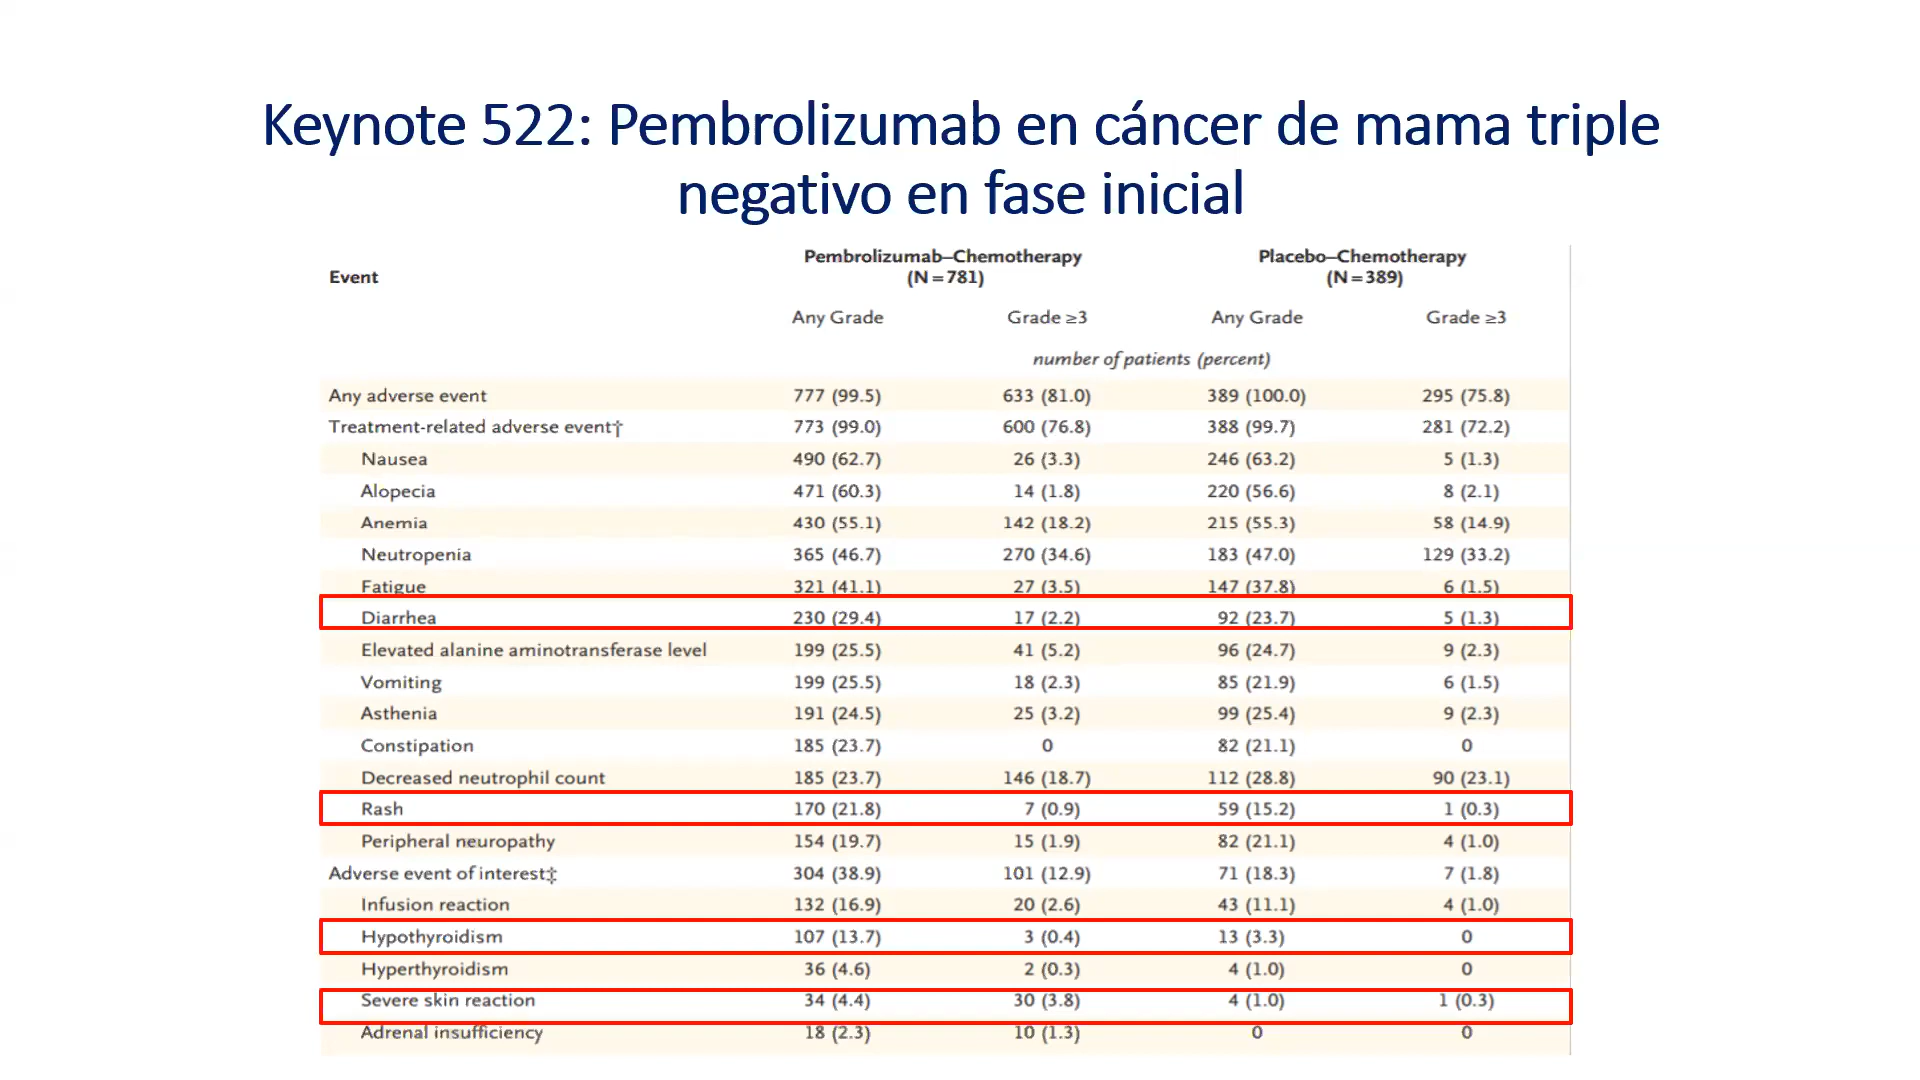 Keynote 522: Pembrolizumab en cáncer de mama triple
negativo en fase inicial
Event Pembrolizumab–Chemotherapy (N=781) Placebo–Chemotherapy (N=389)
Any Grade Grade ≥3 Any Grade Grade ≥3
number of patients (percent)
Any adverse event 777 (99.5) 633 (81.0) 389 (100.0) 295 (75.8)
Treatment-related adverse event† 773 (99.0) 600 (76.8) 388 (99.7) 281 (72.2)
Nausea 490 (62.7) 26 (3.3) 246 (63.2) 5 (1.3)
Alopecia 471 (60.3) 14 (1.8) 220 (56.6) 8 (2.1)
Anemia 430 (55.1) 142 (18.2) 215 (55.3) 58 (14.9)
Neutropenia 365 (46.7) 270 (34.6) 183 (47.0) 129 (33.2)
Fatigue 321 (41.1) 27 (3.5) 147 (37.8) 6 (1.5)
Diarrhea 230 (29.4) 17 (2.2) 92 (23.7) 5 (1.3)
Elevated alanine aminotransferase level 199 (25.5) 41 (5.2) 96 (24.7) 9 (2.3)
Vomiting 199 (25.5) 18 (2.3) 85 (21.9) 6 (1.5)
Asthenia 191 (24.5) 25 (3.2) 99 (25.4) 9 (2.3)
Constipation 185 (23.7) 0 82 (21.1) 0
Decreased neutrophil count 185 (23.7) 146 (18.7) 112 (28.8) 90 (23.1)
Rash 170 (21.8) 7 (0.9) 59 (15.2) 1 (0.3)
Peripheral neuropathy 154 (19.7) 15 (1.9) 82 (21.1) 4 (1.0)
Adverse event of interest‡ 304 (38.9) 101 (12.9) 71 (18.3) 7 (1.8)
Infusion reaction 132 (16.9) 20 (2.6) 43 (11.1) 4 (1.0)
Hypothyroidism 107 (13.7) 3 (0.4) 13 (3.3) 0
Hyperthyroidism 36 (4.6) 2 (0.3) 4 (1.0) 0
Severe skin reaction 34 (4.4) 30 (3.8) 4 (1.0) 1 (0.3)
Adrenal insufficiency 18 (2.3) 10 (1.3) 0 0